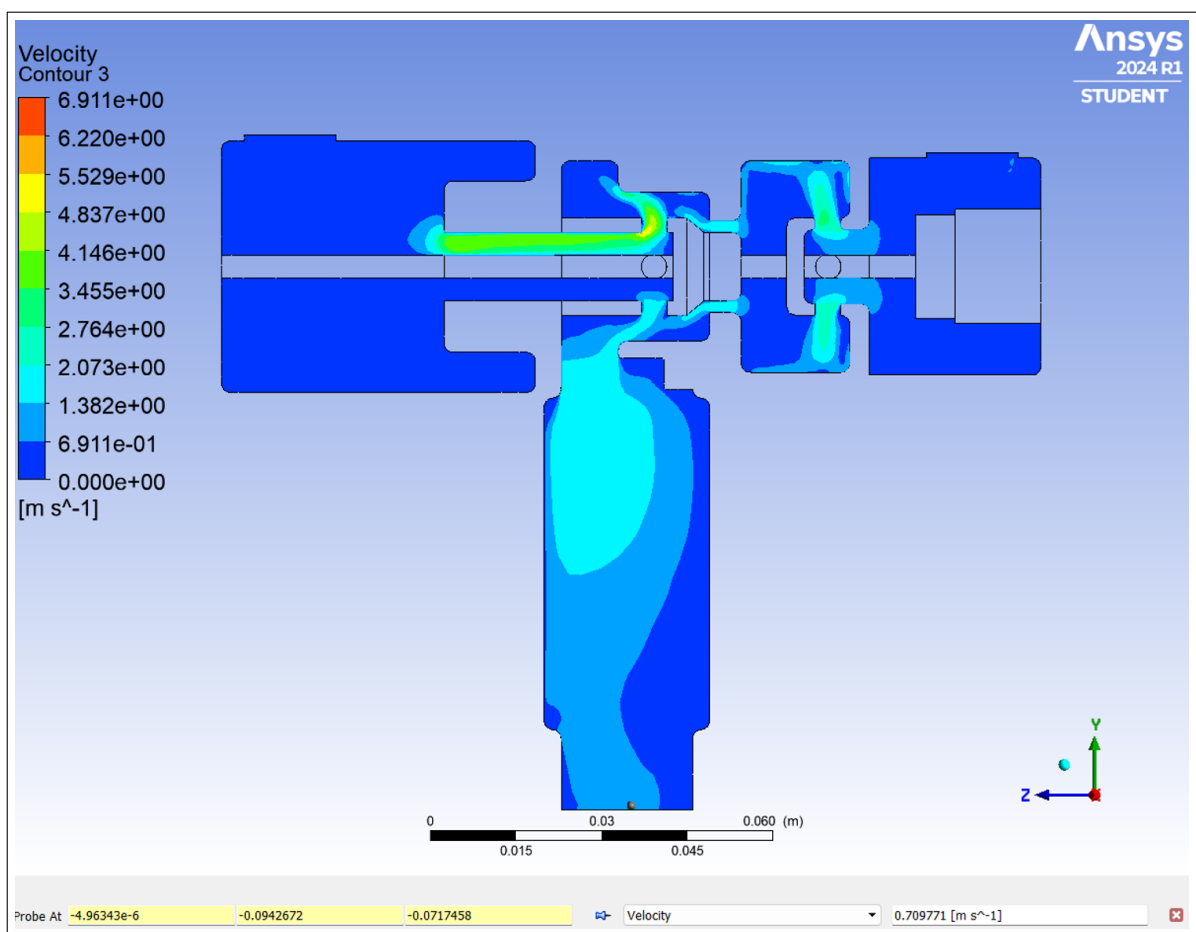 Velocity
Contour 3
6.911e+00
6.220e+00
5.529e+00
4.837e+00
4.146e+00
3.455e+00
2.764e+00
2.073e+00
1.382e+00
6.911e-01
0.000e+00
[m s^-1]
Ansys
2024 R1
STUDENT
Y
Z
0 0.03 0.060 (m)
0.015 0.045
Probe At -4.96343e-6 -0.0942672 -0.0717458 Velocity 0.709771 [m s^-1]